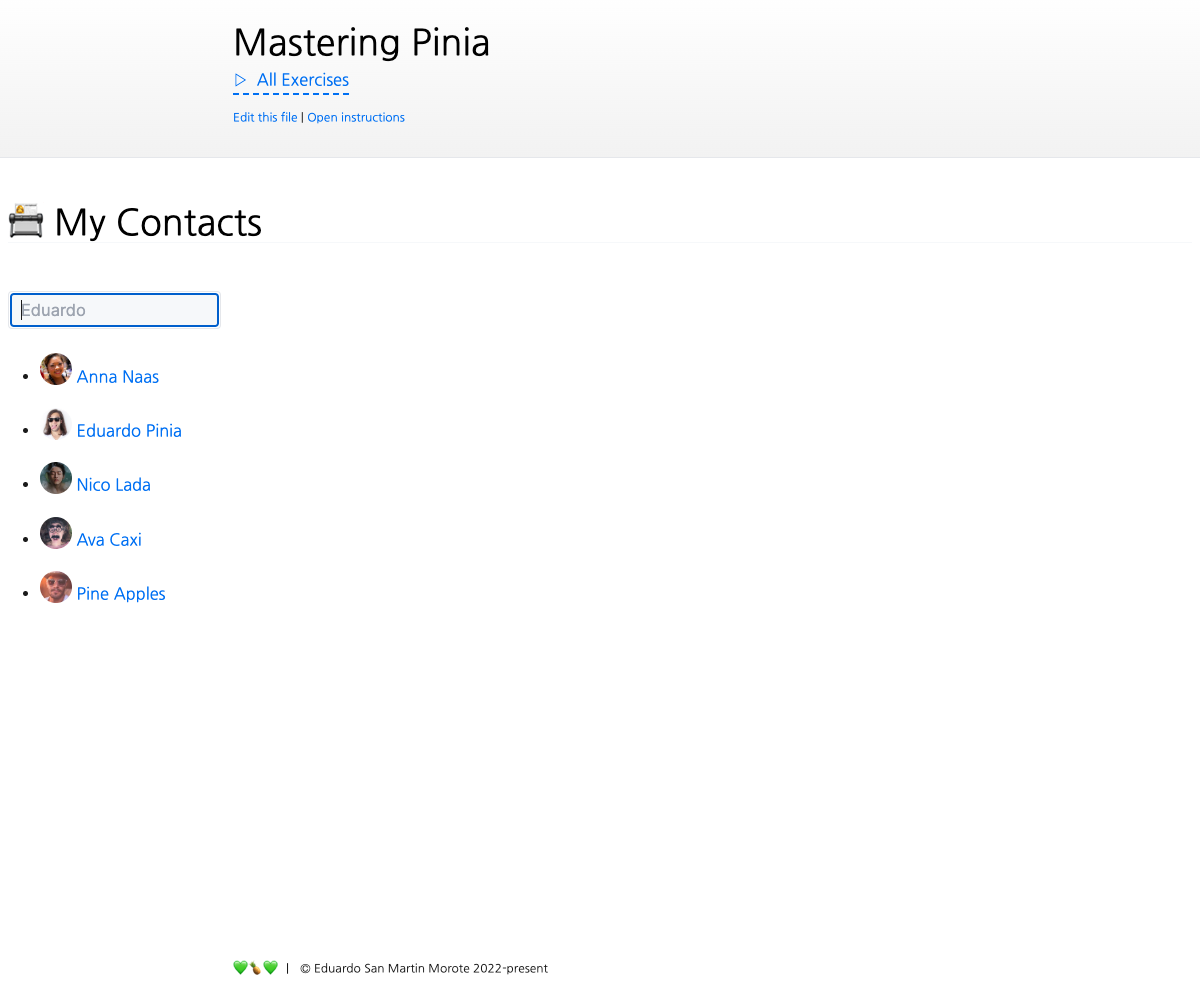 Mastering Pinia
▷ All Exercises
Edit this file | Open instructions
My Contacts
Eduardo
Anna Naas
Eduardo Pinia
Nico Lada
Ava Caxi
Pine Apples
💚🍍💚 | © Eduardo San Martin Morote 2022-present